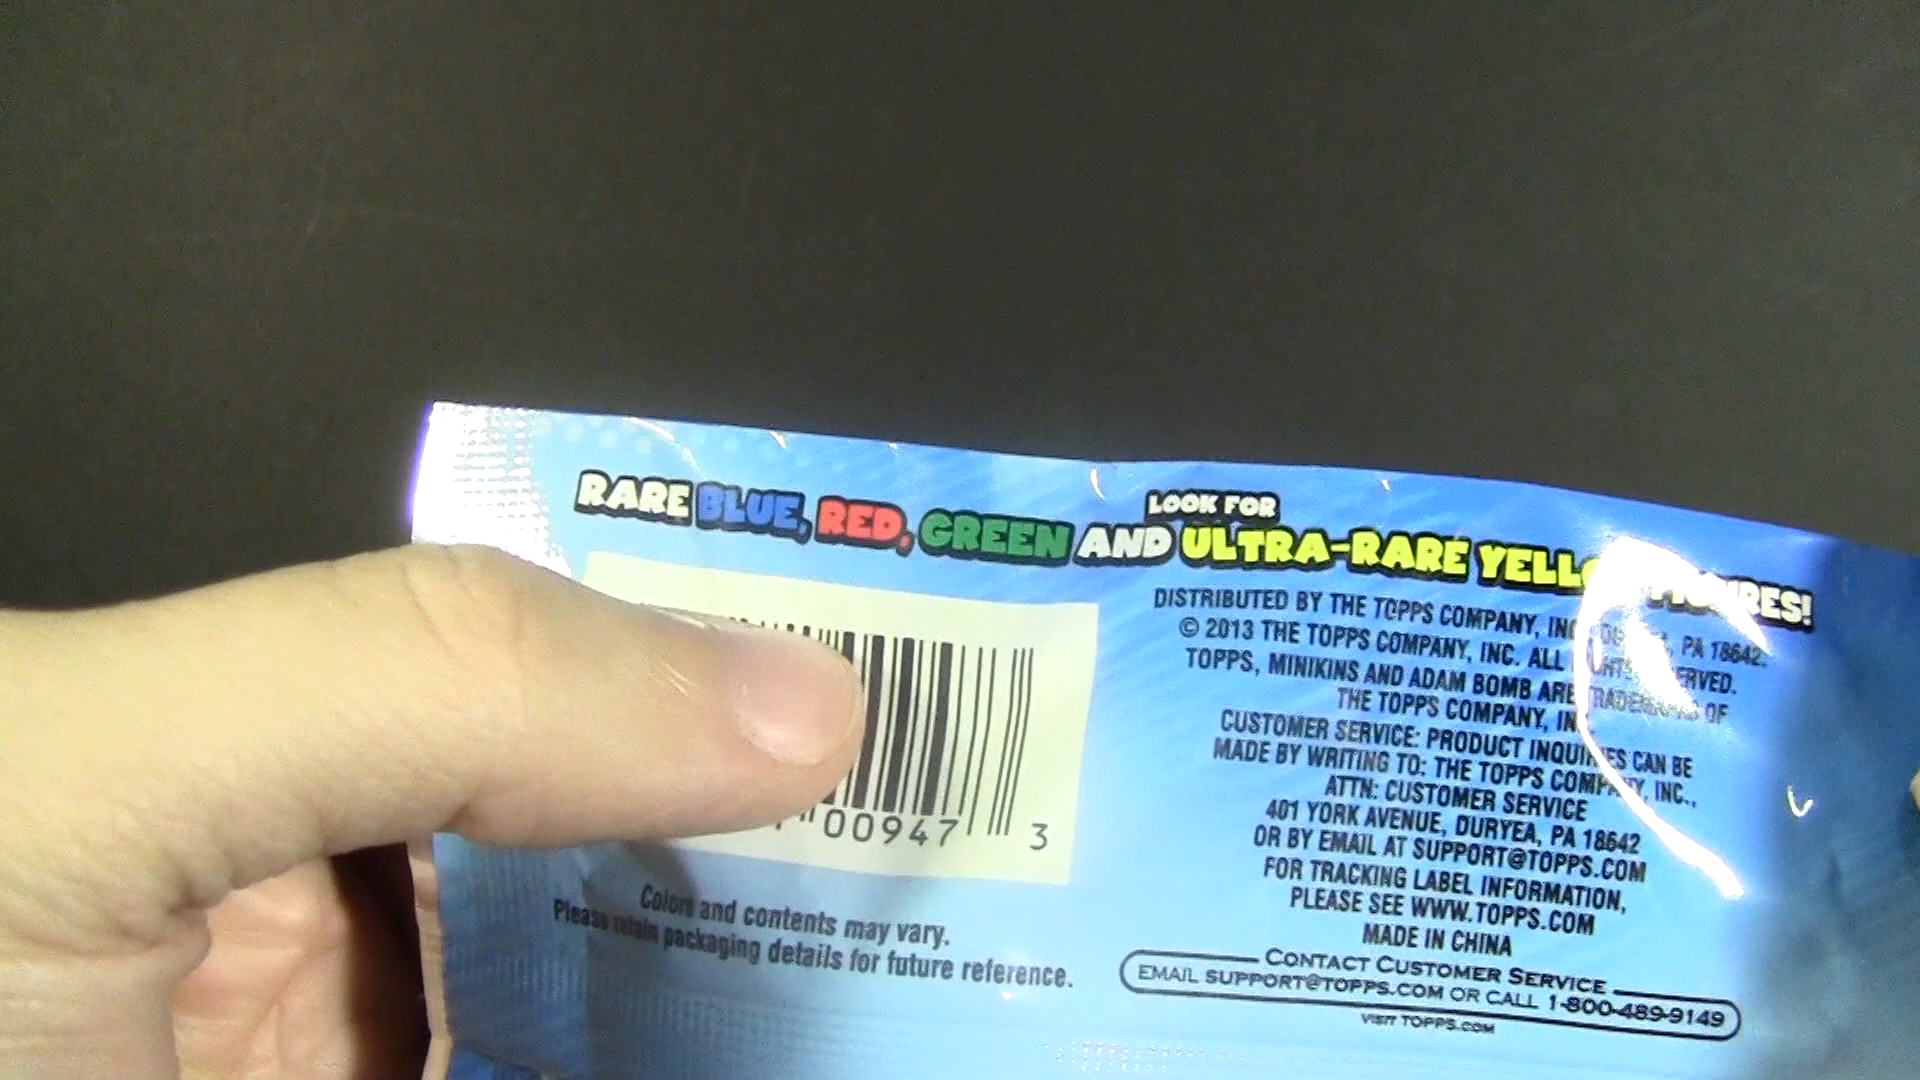 LOOK FOR
RARE BLUE, RED, GREEN AND ULTRA-RARE
DISTRIBUTED BY THE TOPPS COMPANY, PA 18642.
© 2013 THE TOPPS COMPANY, INC. ALL
TOPPS, MINIKINS AND ADAM BOMB ARE TRADEMARKS OF
THE TOPPS COMPANY,
CUSTOMER SERVICE: PRODUCT INQUIRIES CAN BE
MADE BY WRITING TO: THE TOPPS COMPANY, INC.,
ATTN: CUSTOMER SERVICE
401 YORK AVENUE, DURYEA, PA 18642
OR BY EMAIL AT SUPPORT@TOPPS.COM
FOR TRACKING LABEL INFORMATION,
PLEASE SEE WWW.TOPPS.COM
MADE IN CHINA
CONTACT CUSTOMER SERVICE
EMAIL SUPPORT@TOPPS.COM OR CALL 1-800-489-9149
VISIT TOPPS.COM
00947 3
Colors and contents may vary.
Please retain packaging details for future reference.